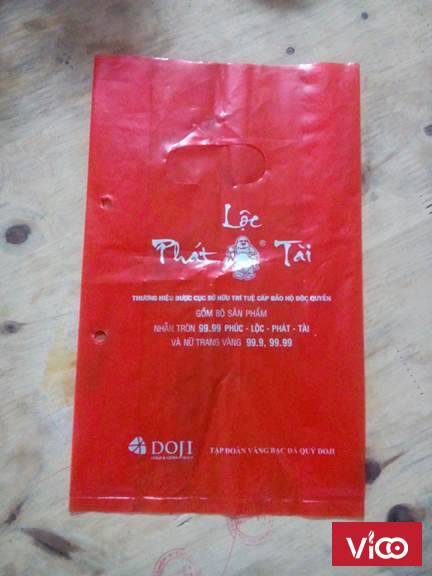 Lộc
Phát ® Tài
THƯƠNG HIỆU ĐƯỢC CỤC SỞ HỮU TRÍ TUỆ CẤP BẢO HỘ ĐỘC QUYỀN
GỒM BỘ SẢN PHẨM
NHẪN TRÒN 99.99 PHÚC - LỘC - PHÁT - TÀI
VÀ NỮ TRANG VÀNG 99.9, 99.99
DOJI
TẬP ĐOÀN VÀNG BẠC ĐÁ QUÝ DOJI
VICO